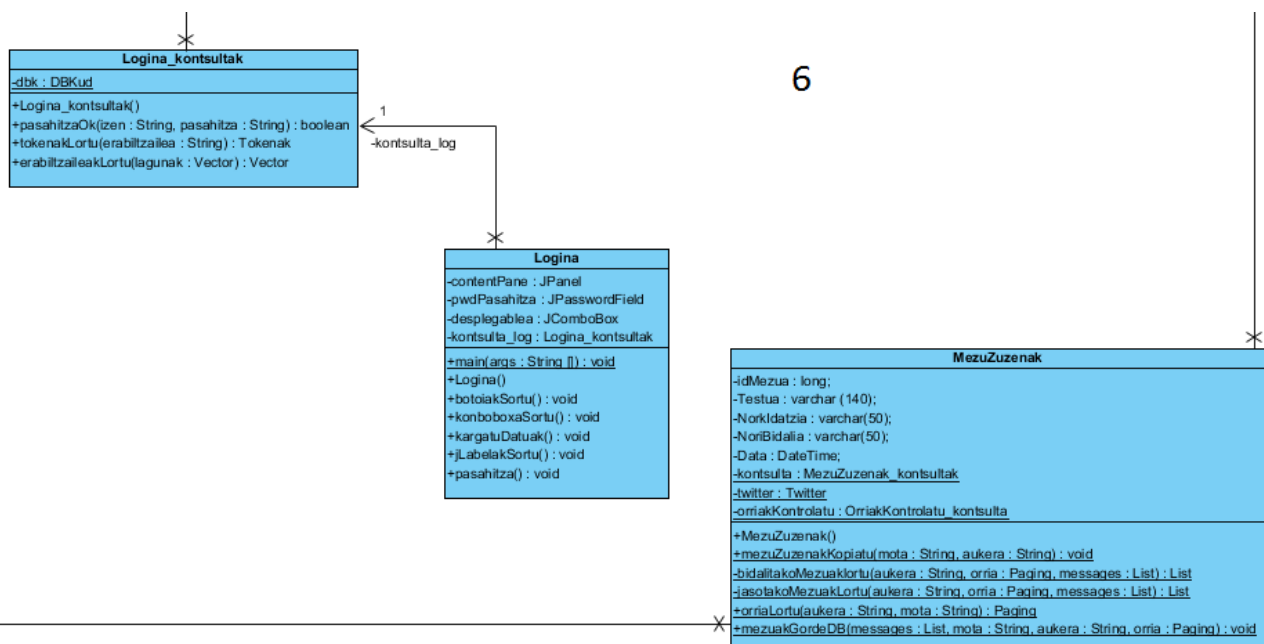 Logina_kontsultak
-dbk : DBKud
+Logina_kontsultak()
+pasahitzaOk(izen : String, pasahitza : String) : boolean
+tokenakLortu(erabiltzailea : String) : Tokenak
+erabiltzaileakLortu(lagunak : Vector) : Vector
6
1
-kontsulta_log
Logina
-contentPane : JPanel
-pwdPasahitza : JPasswordField
-desplegablea : JComboBox
-kontsulta_log : Logina_kontsultak
+main(args : String []) : void
+Logina()
+botoiakSortu() : void
+konboboxaSortu() : void
+kargatuDatuak() : void
+jLabelakSortu() : void
+pasahitza() : void
MezuZuzenak
-idMezua : long;
-Testua : varchar (140);
-NorkIdatzia : varchar(50);
-NoriBidalia : varchar(50);
-Data : DateTime;
-kontsulta : MezuZuzenak_kontsultak
-twitter : Twitter
-orriakKontrolatu : OrriakKontrolatu_kontsulta
+MezuZuzenak()
+mezuZuzenakKopiatu(mota : String, aukera : String) : void
-bidalitakoMezuaklortu(aukera : String, orria : Paging, messages : List) : List
-jasotakoMezuakLortu(aukera : String, orria : Paging, messages : List) : List
+orriaLortu(aukera : String, mota : String) : Paging
+mezuakGordeDB(messages : List, mota : String, aukera : String, orria : Paging) : void